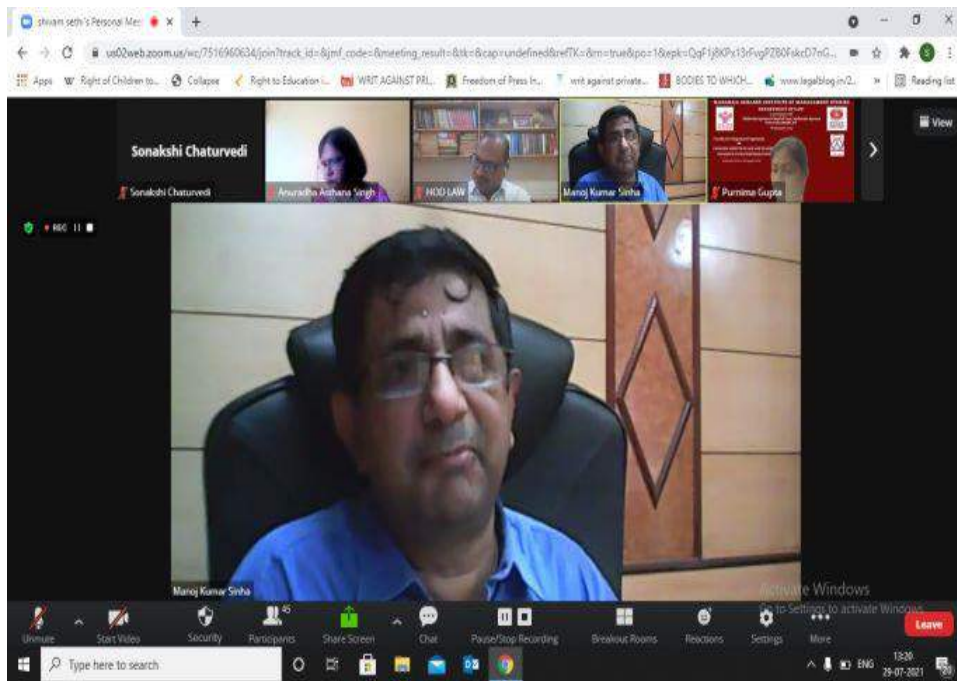 shivam seth's Personal Mee
us02web.zoom.us/wc/7516960634/join?track_id=&jmf_code=&meeting_result=&tk=&cap=undefined&refTK=&rn=true&po=1&epk=
Apps
Right of Children to...
Collapse
Right to Education i...
WRIT AGAINST PRI...
Freedom of Press In...
writ against private...
BODIES TO WHICH...
www.legalblog.in/2...
»
Reading list
View
Sonakshi Chaturvedi
Sonakshi Chaturvedi
Anuradha Asthana Singh
HOD LAW
Manoj Kumar Sinha
Purnima Gupta
REC
Manoj Kumar Sinha
Activate Windows
Go to Settings to activate Windows.
Unmute
Start Video
Security
Participants
45
Share Screen
Chat
Pause/Stop Recording
Breakout Rooms
Reactions
Settings
More
Leave
Type here to search
ENG
13:20
29-07-2021
20